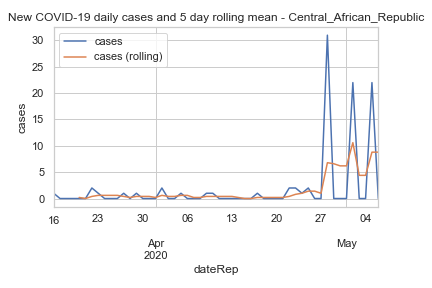 New COVID-19 daily cases and 5 day rolling mean - Central_African_Republic
cases
cases (rolling)
30
25
20
15
10
5
0
cases
16 23 30 06 13 20 27 04
Apr May
2020
dateRep